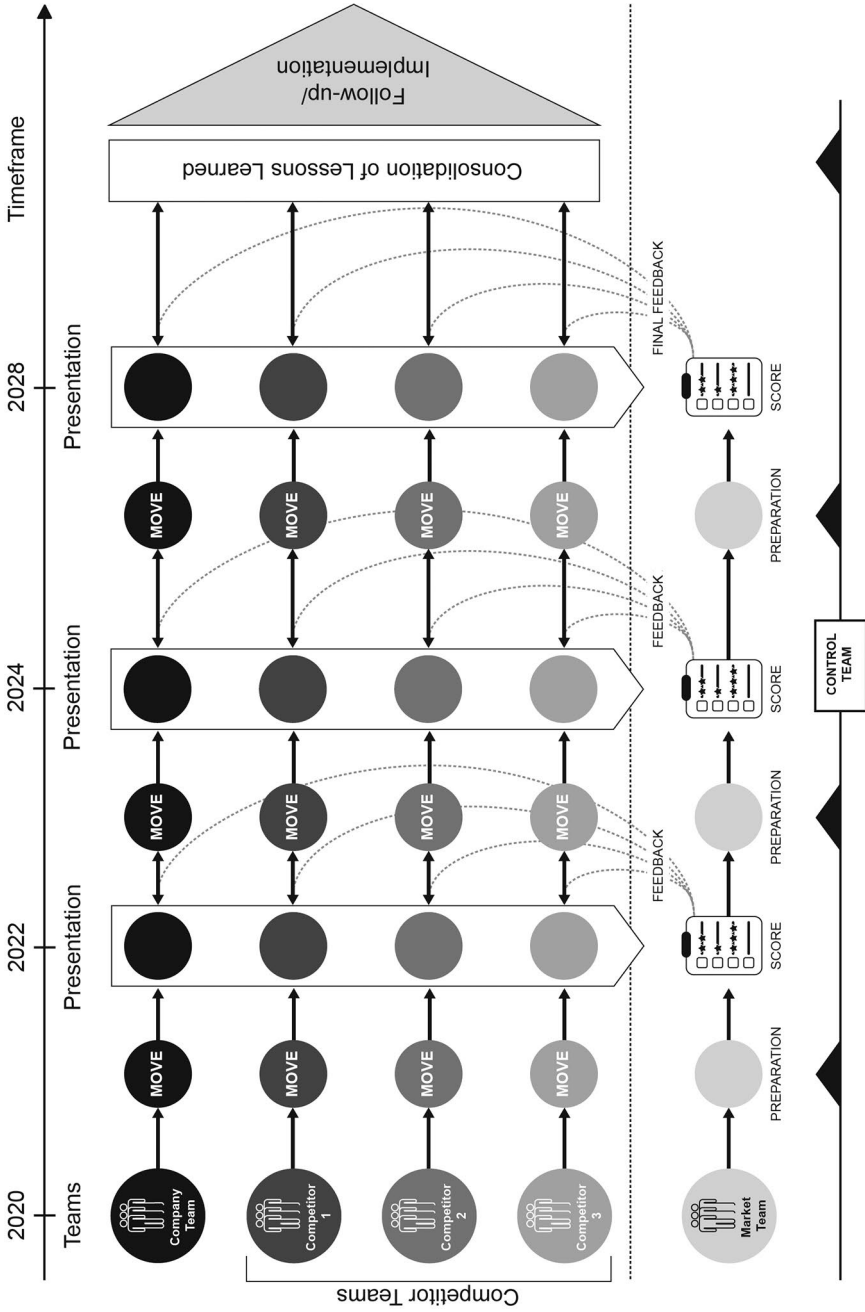 2020
2022
2024
2028
Timeframe
Teams
Presentation
Presentation
Presentation
Competitor Teams
Company
Team
MOVE
MOVE
MOVE
Competitor
1
MOVE
MOVE
MOVE
Competitor
2
MOVE
MOVE
MOVE
Competitor
3
MOVE
MOVE
MOVE
Consolidation of Lessons Learned
Follow-up/
Implementation
FEEDBACK
FEEDBACK
FINAL FEEDBACK
Market
Team
PREPARATION
SCORE
PREPARATION
SCORE
PREPARATION
SCORE
CONTROL
TEAM